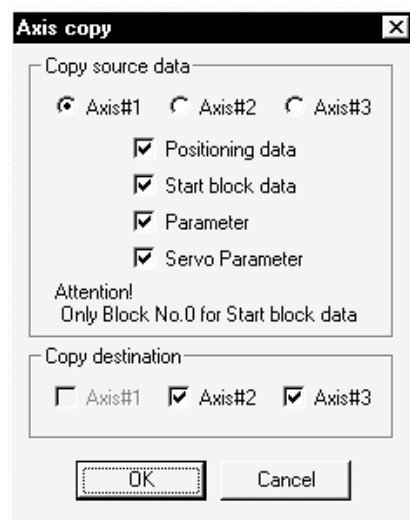 Axis copy
Copy source data
Axis#1 Axis#2 Axis#3
Positioning data
Start block data
Parameter
Servo Parameter
Attention!
Only Block No.0 for Start block data
Copy destination
Axis#1 Axis#2 Axis#3
OK Cancel